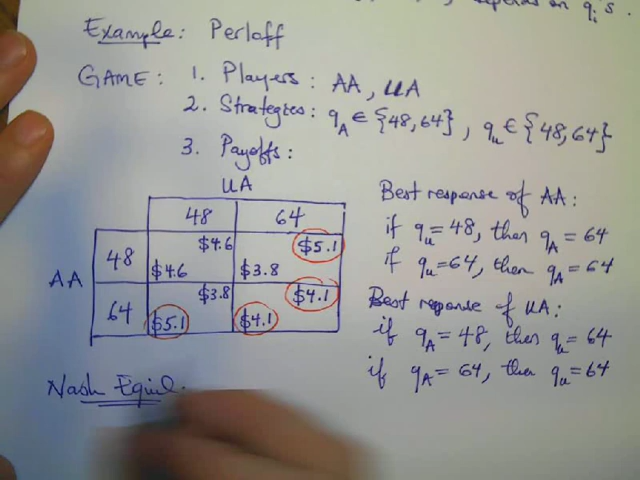 depends on qi's.
Example: Perloff
GAME: 1. Players: AA, UA
2. Strategies: qA ∈ {48,64}, qu ∈ {48,64}
3. Payoffs:
UA
48 64
AA
48 $4.6 $4.6 $5.1 $3.8
64 $3.8 $5.1 $4.1 $4.1
Best response of AA:
if qu = 48, then qA = 64
if qu=64, then qA = 64
Best response of UA:
if qA = 48, then qu = 64
if qA = 64, then qu = 64
Nash Equil.